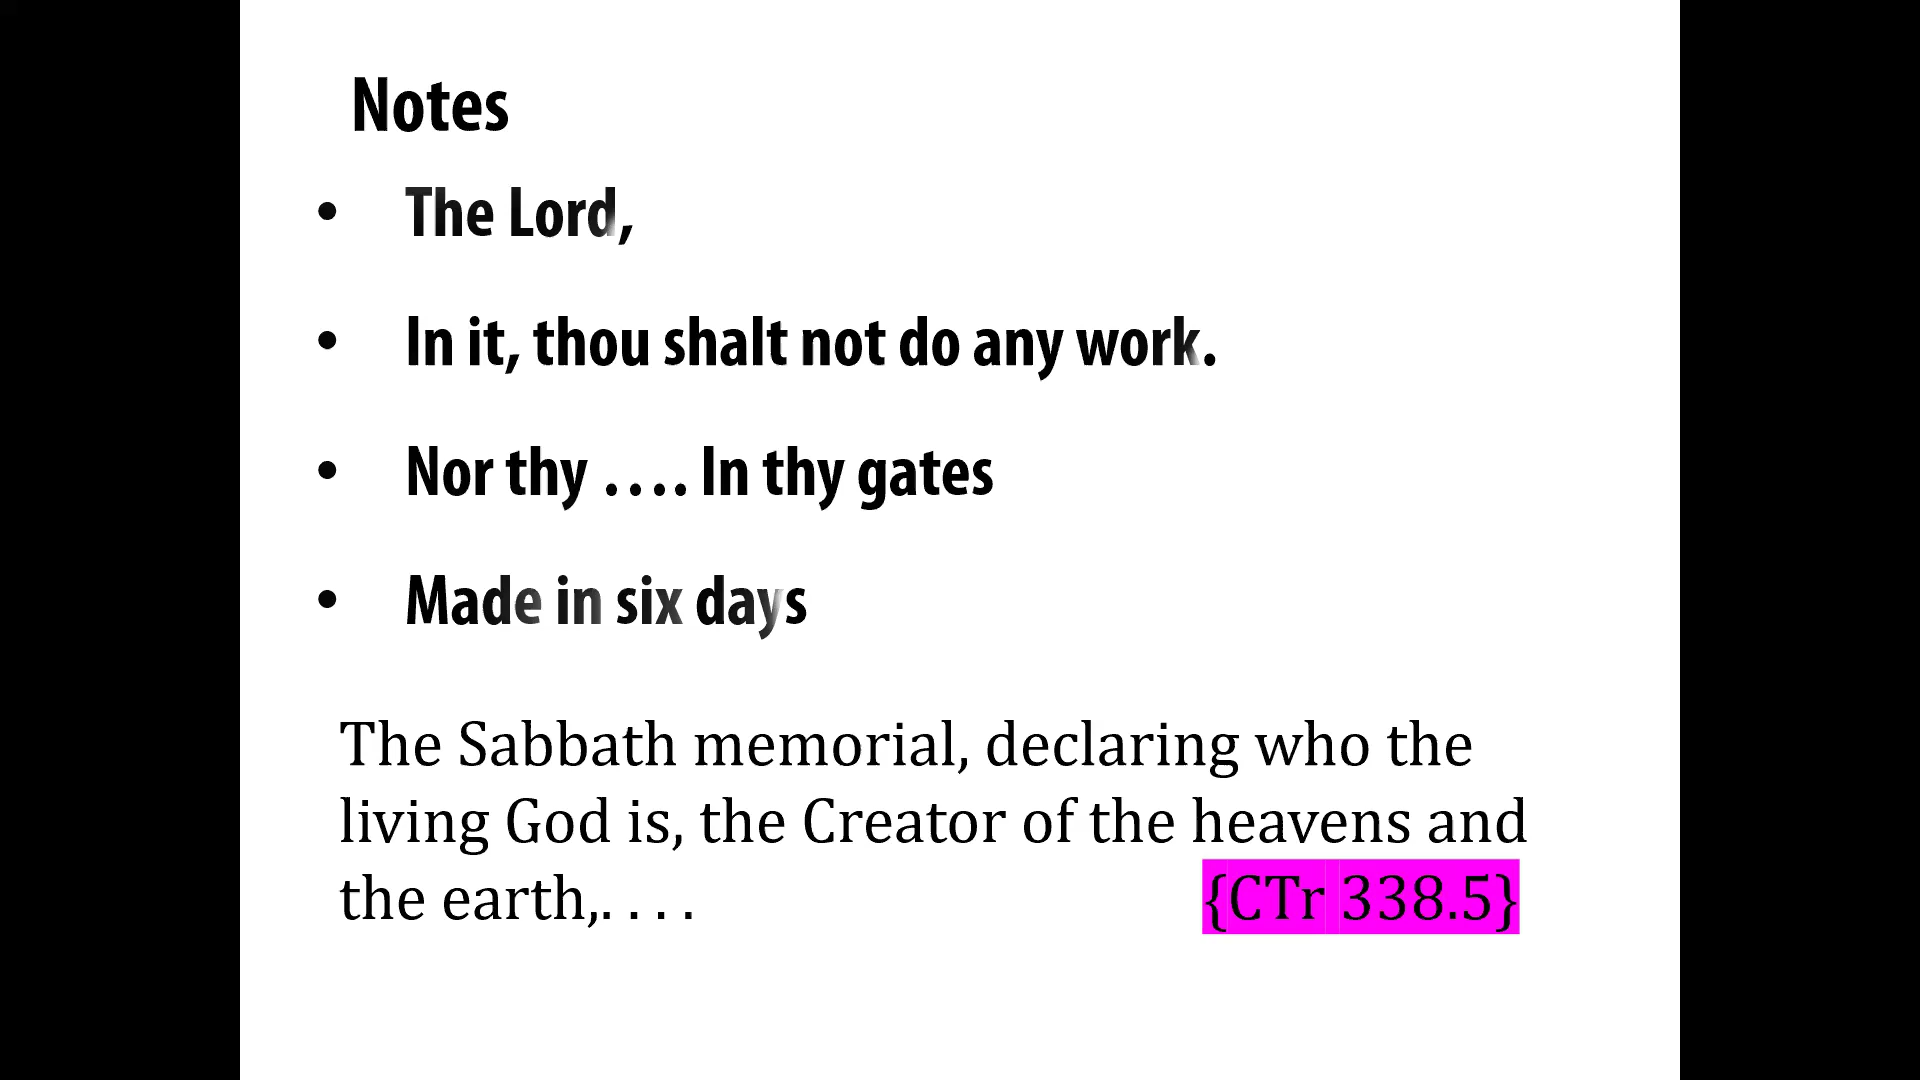 Notes
• The Lord,
• In it, thou shalt not do any work.
• Nor thy . . . . In thy gates
• Made in six days
The Sabbath memorial, declaring who the
living God is, the Creator of the heavens and
the earth,. . . . {CTr 338.5}